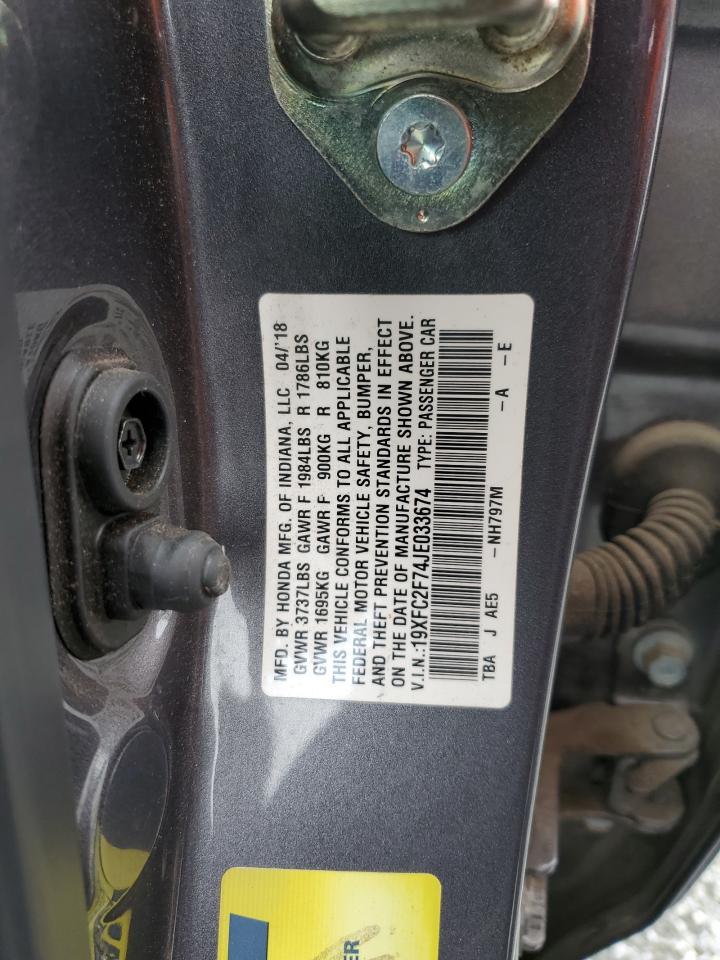 MFD. BY HONDA MFG. OF INDIANA, LLC 04/'18
GVWR 3737LBS GAWR F 1984LBS R 1786LBS
GVWR 1695KG GAWR F 900KG R 810KG
THIS VEHICLE CONFORMS TO ALL APPLICABLE
FEDERAL MOTOR VEHICLE SAFETY, BUMPER,
AND THEFT PREVENTION STANDARDS IN EFFECT
ON THE DATE OF MANUFACTURE SHOWN ABOVE.
V.I.N.:19XFC2F74JE033674 TYPE: PASSENGER CAR
TBA J AE5 -NH797M -A -E